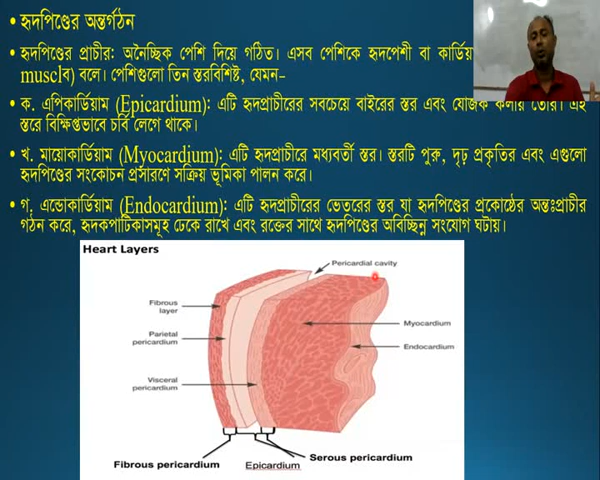 হৃদপিণ্ডের অন্তর্গঠন
হৃদপিণ্ডের প্রাচীর: অনৈচ্ছিক পেশি দিয়ে গঠিত। এসব পেশিকে হৃদপেশী বা কার্ডিয়া
muscleব) বলে। পেশিগুলো তিন স্তরবিশিষ্ট, যেমন–
ক. এপিকার্ডিয়াম (Epicardium): এটি হৃদপ্রাচীরের সবচেয়ে বাইরের স্তর এবং যোজক কলায় তৈরি। এই
স্তরে বিক্ষিপ্তভাবে চর্বি লেগে থাকে।
খ. মায়োকার্ডিয়াম (Myocardium): এটি হৃদপ্রাচীরে মধ্যবর্তী স্তর। স্তরটি পুরু, দৃঢ় প্রকৃতির এবং এগুলো
হৃদপিণ্ডের সংকোচন প্রসারণে সক্রিয় ভূমিকা পালন করে।
গ. এন্ডোকার্ডিয়াম (Endocardium): এটি হৃদপ্রাচীরের ভেতরের স্তর যা হৃদপিণ্ডের প্রকোষ্ঠের অন্তঃপ্রাচীর
গঠন করে, হৃদকপাটিকাসমূহ ঢেকে রাখে এবং রক্তের সাথে হৃদপিণ্ডের অবিচ্ছিন্ন সংযোগ ঘটায়।
Heart Layers
Pericardial cavity
Fibrous
layer
Myocardium
Parietal
pericardium
Endocardium
Visceral
pericardium
Serous pericardium
Fibrous pericardium
Epicardium